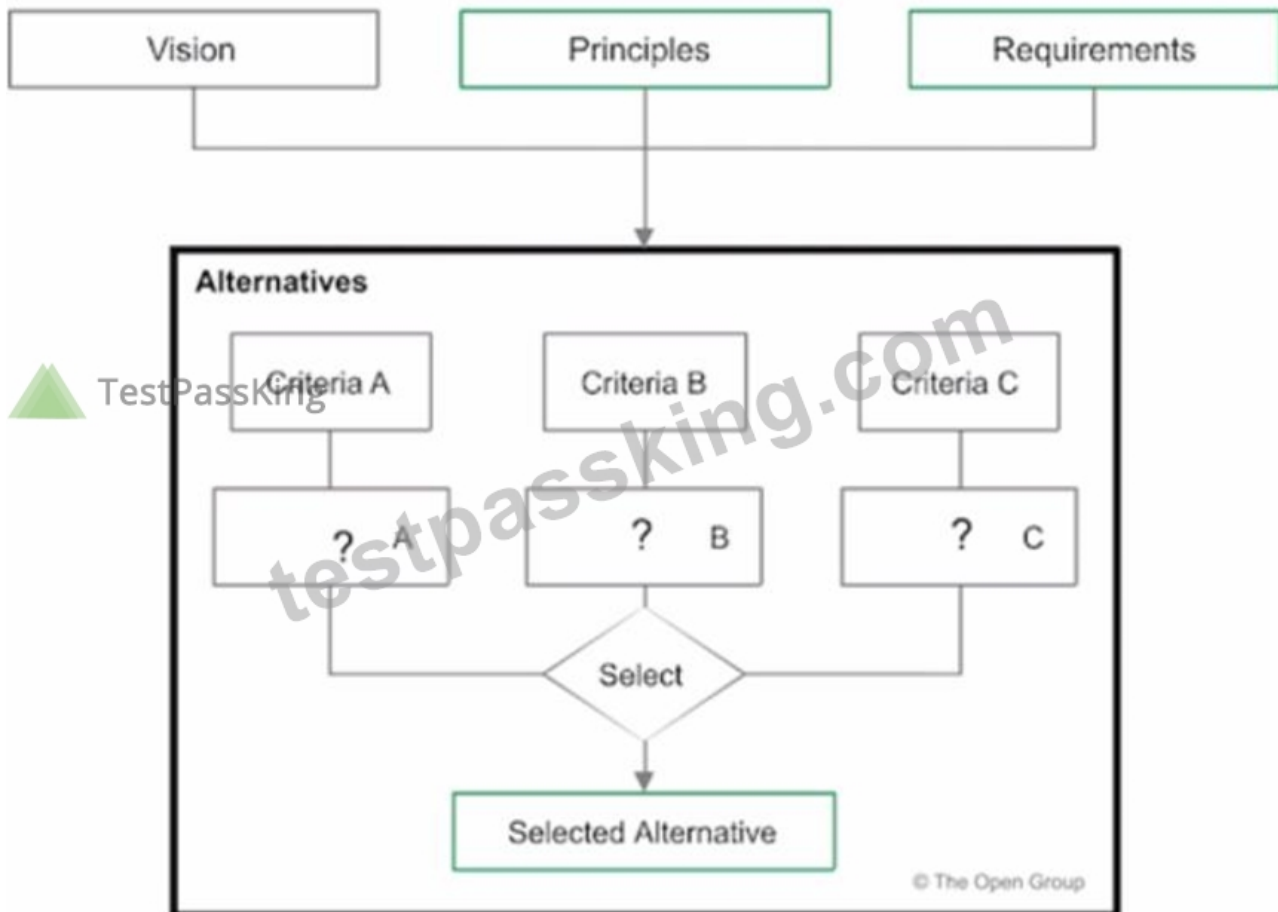 Vision
Principles
Requirements
Alternatives
Criteria A
Criteria B
Criteria C
TestPassKing
testpassking.com
? A
? B
? C
Select
Selected Alternative
© The Open Group